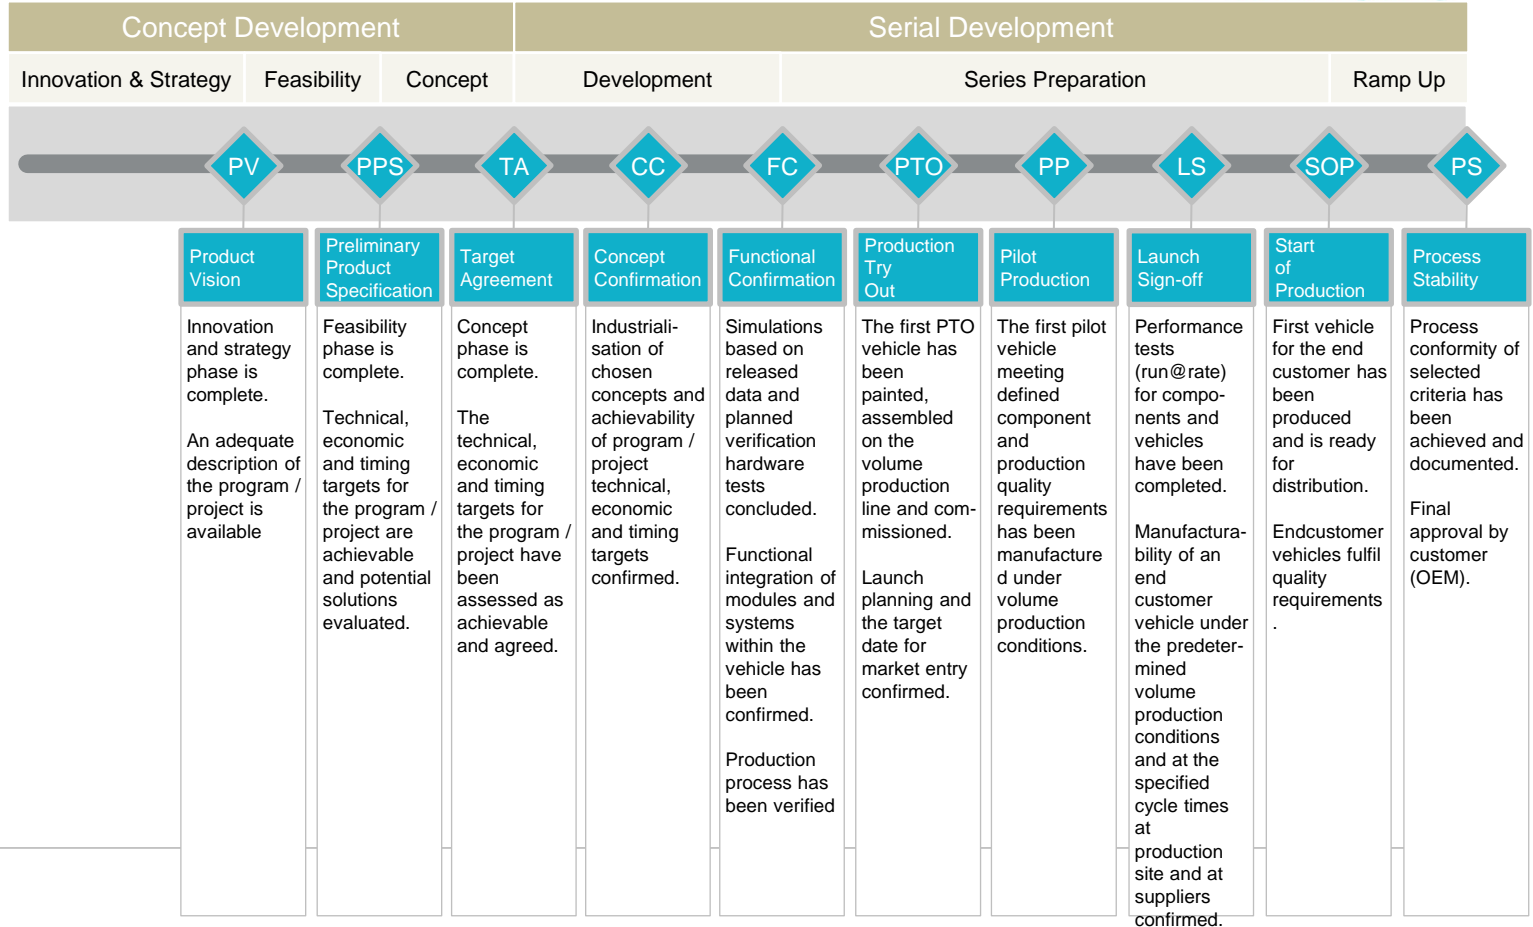 Concept Development
Serial Development
Innovation & Strategy
Feasibility
Concept
Development
Series Preparation
Ramp Up
PV
PPS
TA
CC
FC
PTO
PP
LS
SOP
PS
Product
Vision
Innovation
and strategy
phase is
complete.
An adequate
description of
the program /
project is
available
Preliminary
Product
Specification
Feasibility
phase is
complete.
Technical,
economic
and timing
targets for
the program /
project are
achievable
and potential
solutions
evaluated.
Target
Agreement
Concept
phase is
complete.
The
technical,
economic
and timing
targets for
the program /
project have
been
assessed as
achievable
and agreed.
Concept
Confirmation
Industriali-
sation of
chosen
concepts and
achievability
of program /
project
technical,
economic
and timing
targets
confirmed.
Functional
Confirmation
Simulations
based on
released
data and
planned
verification
hardware
tests
concluded.
Functional
integration of
modules and
systems
within the
vehicle has
been
confirmed.
Production
process has
been verified
Production
Try
Out
The first PTO
vehicle has
been
painted,
assembled
on the
volume
production
line and com-
missioned.
Launch
planning and
the target
date for
market entry
confirmed.
Pilot
Production
The first pilot
vehicle
meeting
defined
component
and
production
quality
requirements
has been
manufacture
d under
volume
production
conditions.
Launch
Sign-off
Performance
tests
(run@rate)
for compo-
nents and
vehicles
have been
completed.
Manufactura-
bility of an
end
customer
vehicle under
the predeter-
mined
volume
production
conditions
and at the
specified
cycle times
at
production
site and at
suppliers
confirmed.
Start
of
Production
First vehicle
for the end
customer has
been
produced
and is ready
for
distribution.
Endcustomer
vehicles fulfil
quality
requirements
.
Process
Stability
Process
conformity of
selected
criteria has
been
achieved and
documented.
Final
approval by
customer
(OEM).